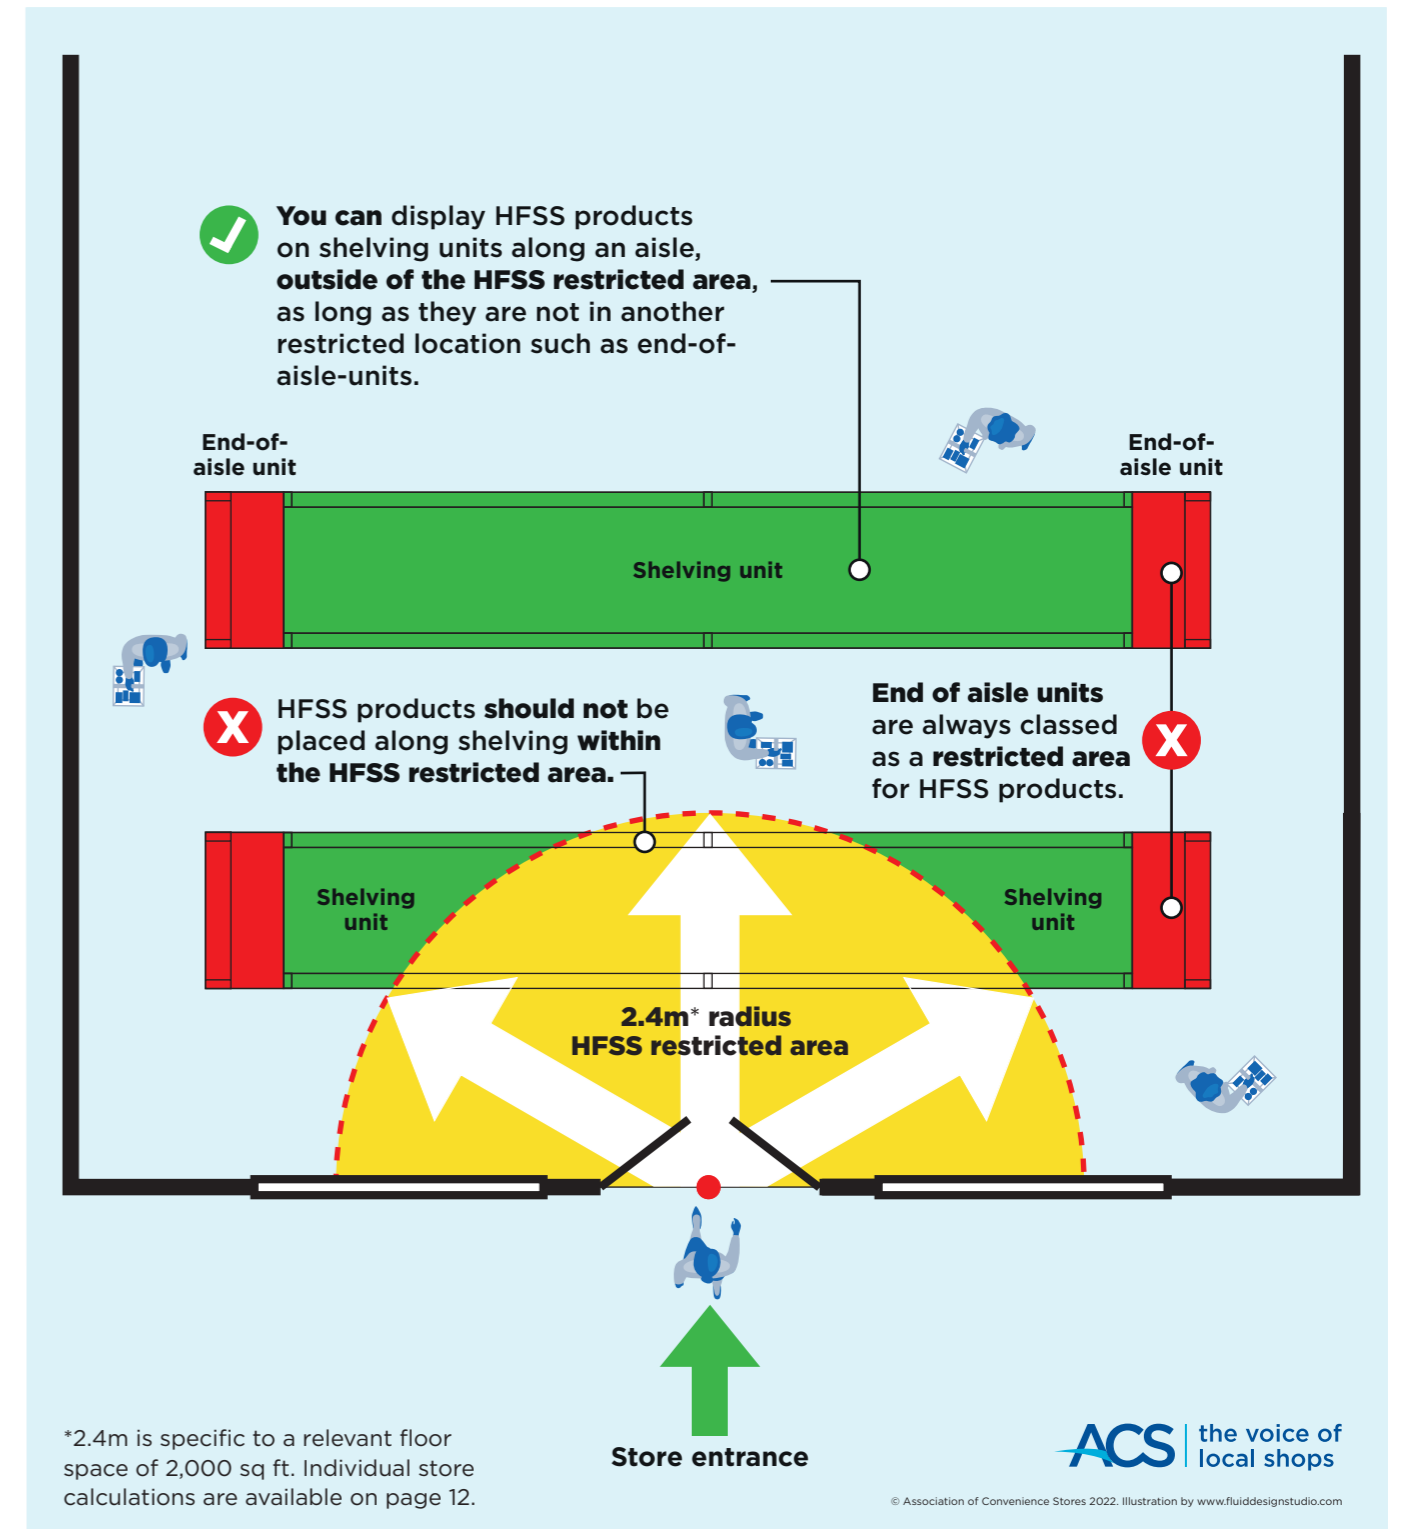 You can display HFSS products
on shelving units along an aisle,
outside of the HFSS restricted area,
as long as they are not in another
restricted location such as end-of-
aisle-units.
End-of-
aisle unit
End-of-
aisle unit
Shelving unit
X
HFSS products should not be
placed along shelving within
the HFSS restricted area.
End of aisle units
are always classed
as a restricted area
for HFSS products.
X
Shelving
unit
Shelving
unit
2.4m* radius
HFSS restricted area
Store entrance
*2.4m is specific to a relevant floor
space of 2,000 sq ft. Individual store
calculations are available on page 12.
ACS
the voice of
local shops
© Association of Convenience Stores 2022. Illustration by www.fluiddesignstudio.com